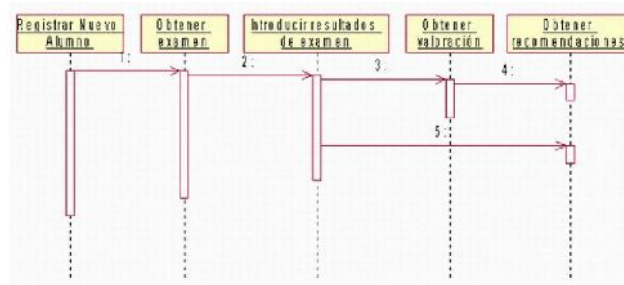 Registrar Nuevo
Alumno
Obtener
examen
Introducir resultados
de examen
Obtener
valoración
Obtener
recomendaciones
1:
2:
3:
4:
5: